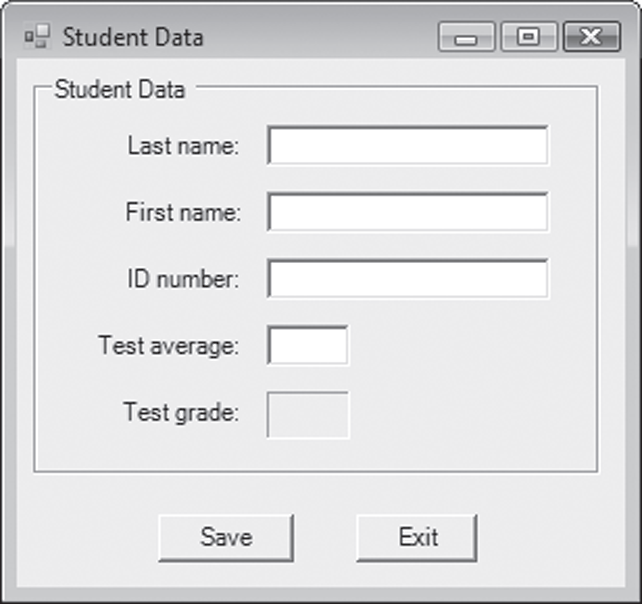 Student Data
Student Data
Last name:
First name:
ID number:
Test average:
Test grade:
Save Exit